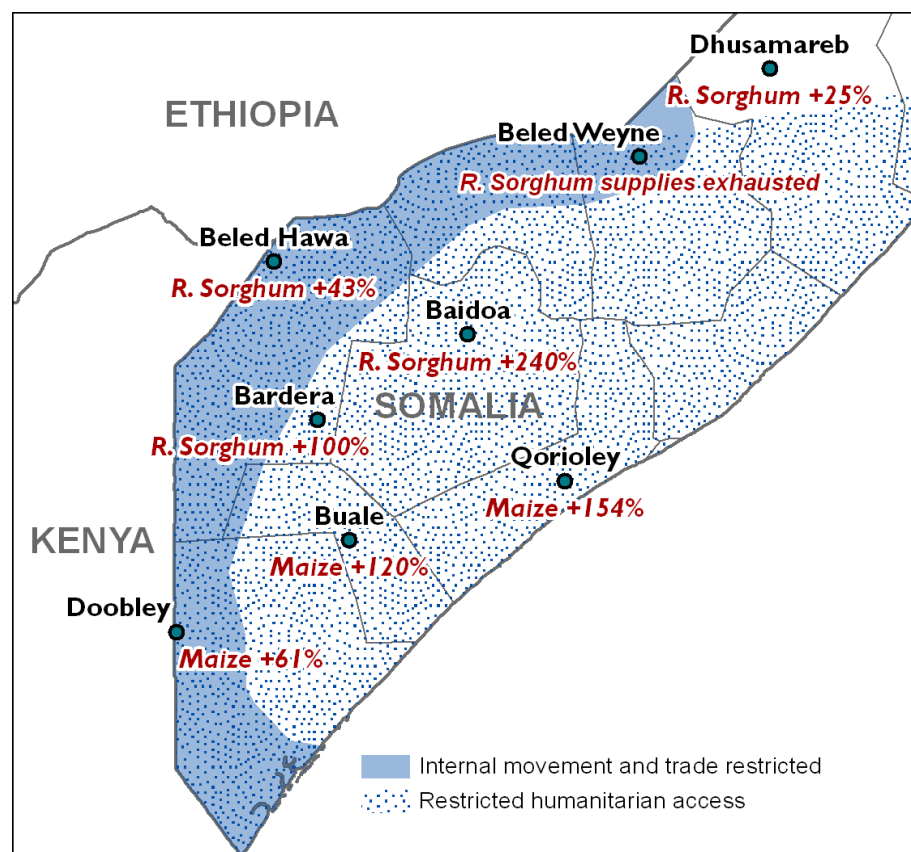 Dhusamareb
R. Sorghum +25%
ETHIOPIA
Beled Weyne
R. Sorghum supplies exhausted
Beled Hawa
R. Sorghum +43%
Baidoa
R. Sorghum +240%
Bardera
SOMALIA
R. Sorghum +100%
Qorioley
Maize +154%
Buale
KENYA
Maize +120%
Doobley
Maize +61%
Internal movement and trade restricted
Restricted humanitarian access